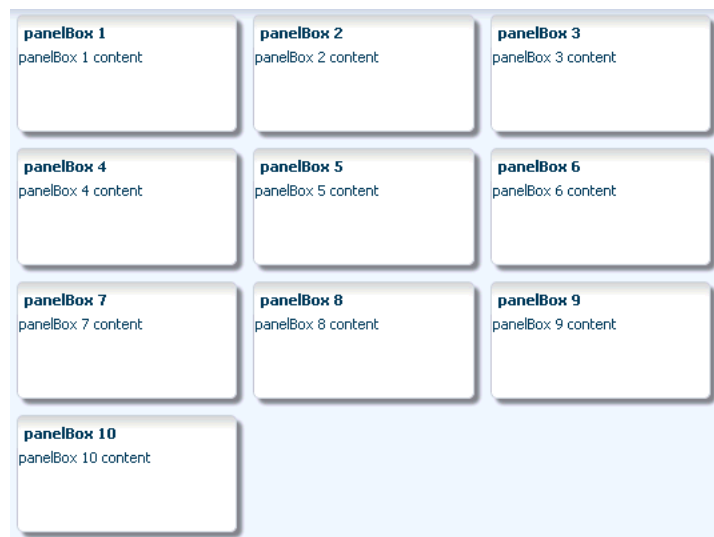 panelBox 1
panelBox 1 content
panelBox 2
panelBox 2 content
panelBox 3
panelBox 3 content
panelBox 4
panelBox 4 content
panelBox 5
panelBox 5 content
panelBox 6
panelBox 6 content
panelBox 7
panelBox 7 content
panelBox 8
panelBox 8 content
panelBox 9
panelBox 9 content
panelBox 10
panelBox 10 content